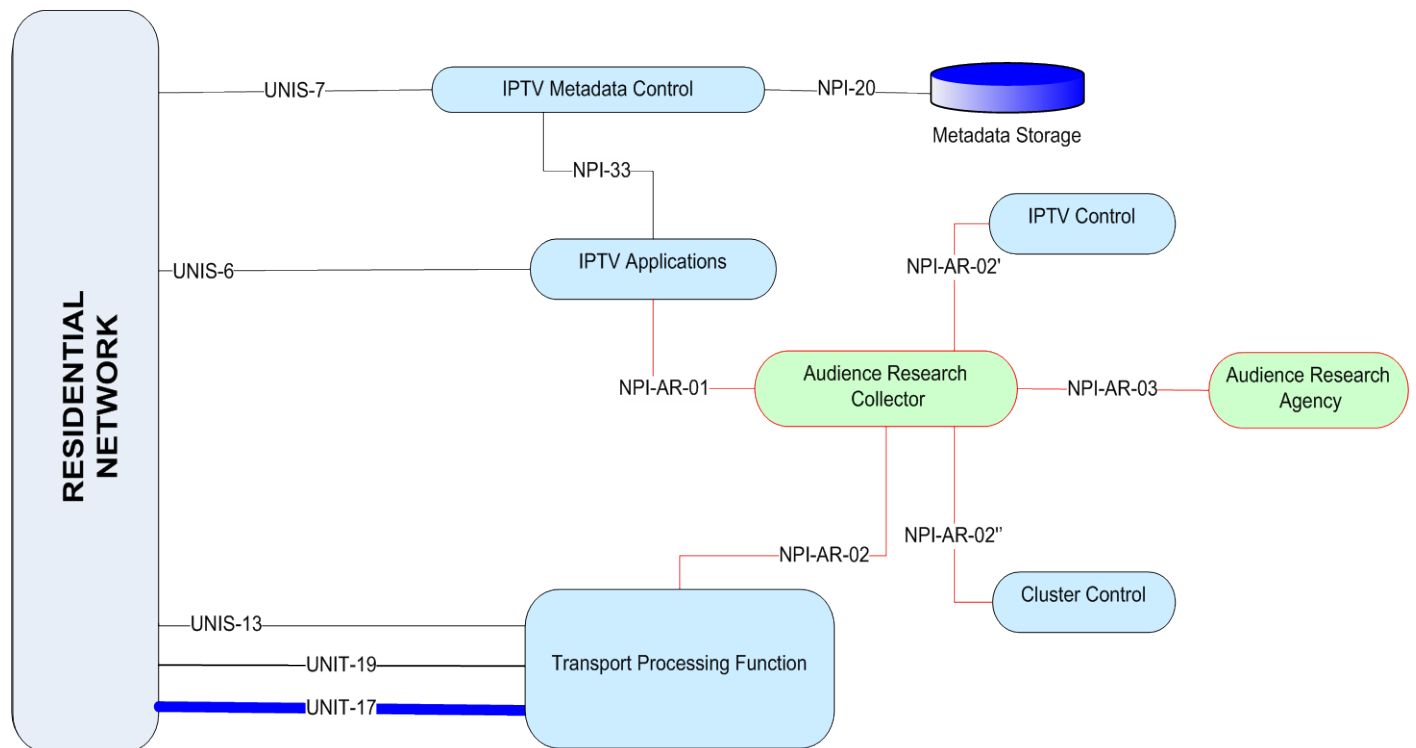 RESIDENTIAL
NETWORK
UNIS-7
IPTV Metadata Control
NPI-20
Metadata Storage
NPI-33
IPTV Control
UNIS-6
IPTV Applications
NPI-AR-02'
NPI-AR-01
Audience Research
Collector
NPI-AR-03
Audience Research
Agency
NPI-AR-02
NPI-AR-02''
Cluster Control
UNIS-13
UNIT-19
Transport Processing Function
UNIT-17